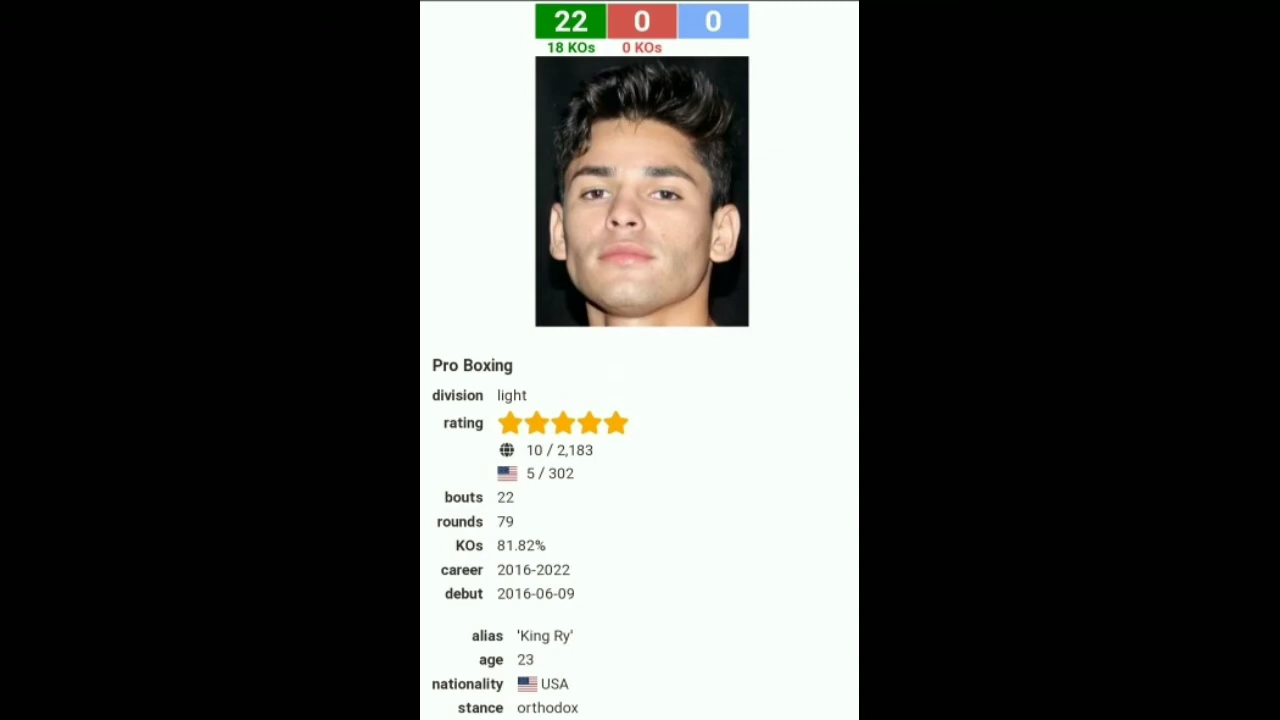 22 0 0
18 KOs 0 KOs
Pro Boxing
division light
rating
10 / 2,183
5 / 302
bouts 22
rounds 79
KOs 81.82%
career 2016-2022
debut 2016-06-09
alias 'King Ry'
age 23
nationality USA
stance orthodox